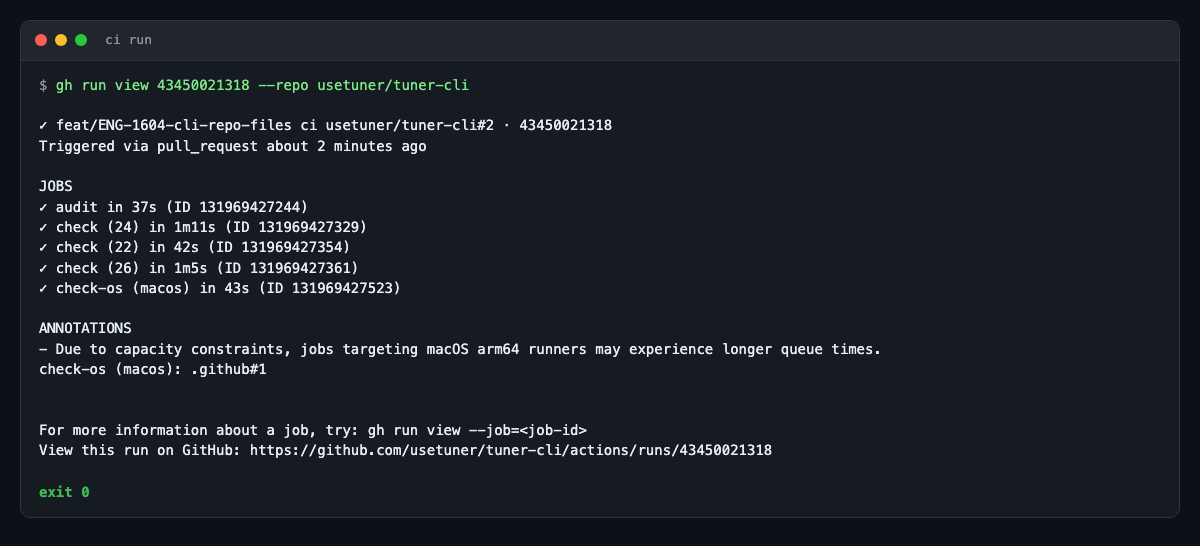 ci run
$ gh run view 43450021318 --repo usetuner/tuner-cli
✓ feat/ENG-1604-cli-repo-files ci usetuner/tuner-cli#2 · 43450021318
Triggered via pull_request about 2 minutes ago
JOBS
✓ audit in 37s (ID 131969427244)
✓ check (24) in 1m11s (ID 131969427329)
✓ check (22) in 42s (ID 131969427354)
✓ check (26) in 1m5s (ID 131969427361)
✓ check-os (macos) in 43s (ID 131969427523)
ANNOTATIONS
- Due to capacity constraints, jobs targeting macOS arm64 runners may experience longer queue times.
check-os (macos): .github#1
For more information about a job, try: gh run view --job=<job-id>
View this run on GitHub: https://github.com/usetuner/tuner-cli/actions/runs/43450021318
exit 0